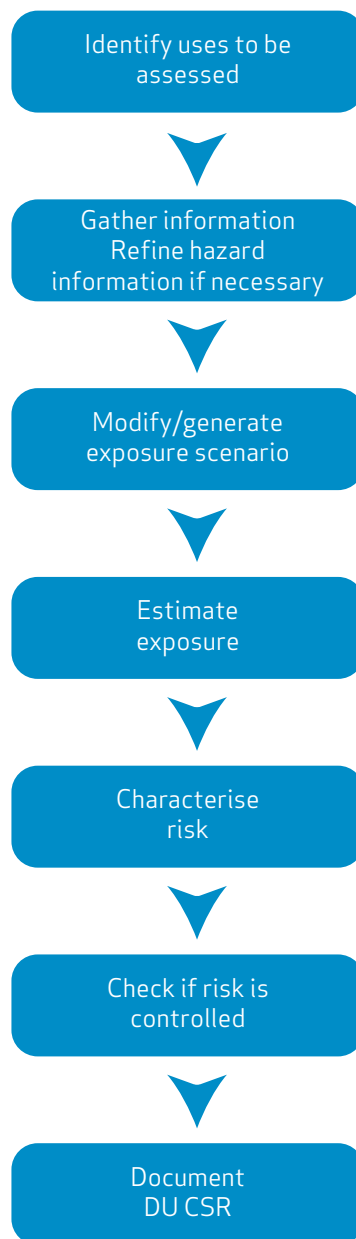 Identify uses to be
assessed
Gather information
Refine hazard
information if necessary
Modify/generate
exposure scenario
Estimate
exposure
Characterise
risk
Check if risk is
controlled
Document
DU CSR